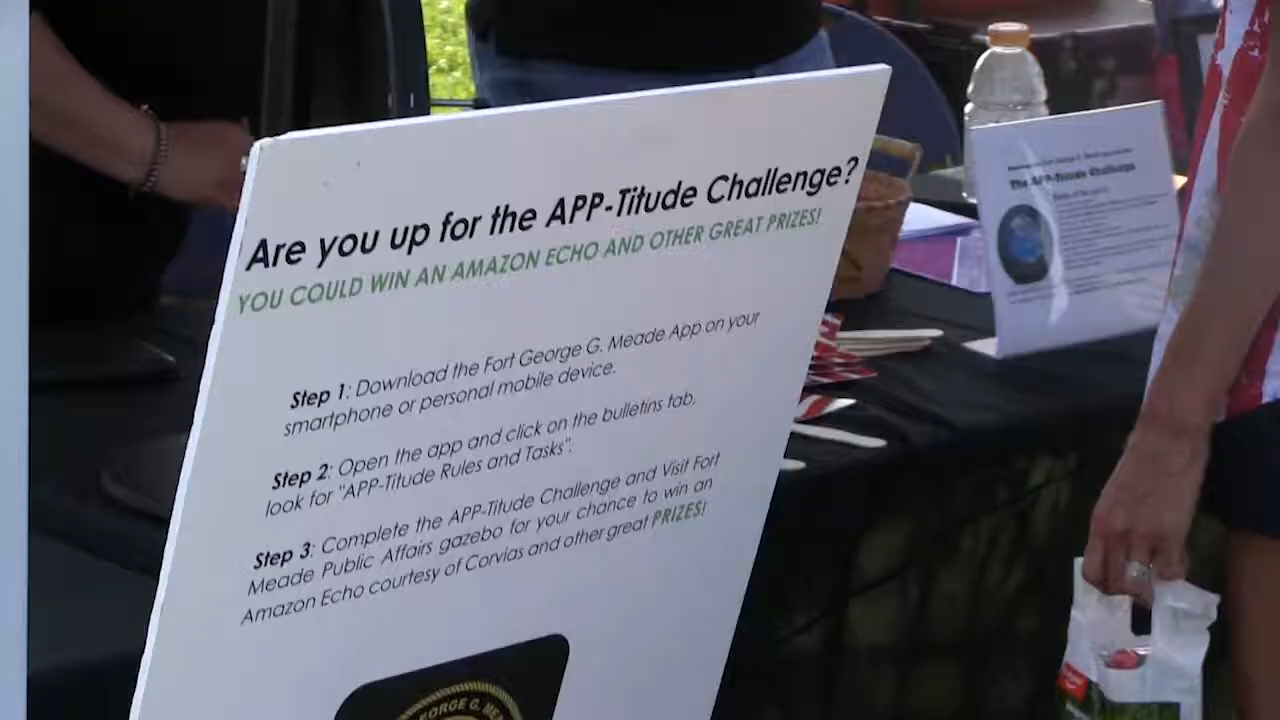 Are you up for the APP-Titude Challenge?
YOU COULD WIN AN AMAZON ECHO AND OTHER GREAT PRIZES!
Step 1: Download the Fort George G. Meade App on your
smartphone or personal mobile device.
Step 2: Open the app and click on the bulletins tab,
look for "APP-Titude Rules and Tasks".
Step 3: Complete the APP-Titude Challenge and Visit Fort
Meade Public Affairs gazebo for your chance to win an
Amazon Echo courtesy of Corvias and other great PRIZES!
GEORGE G.
The APP-Titude Challenge